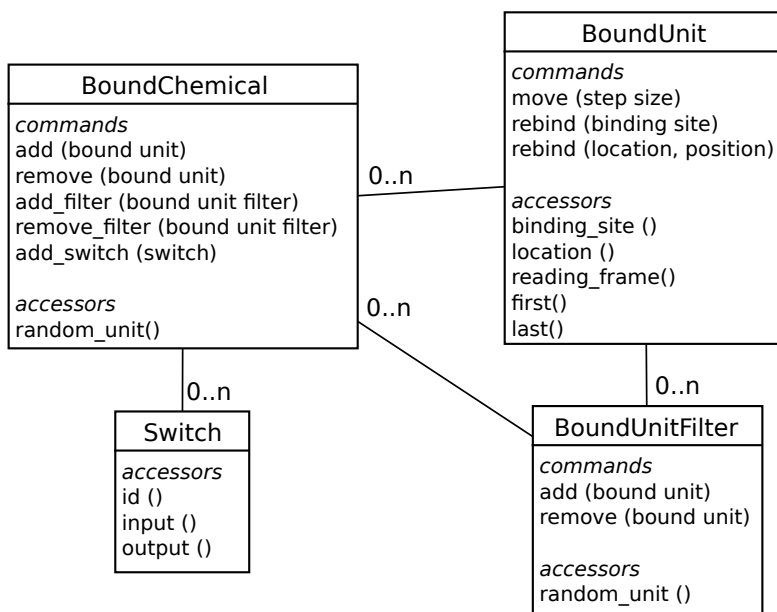 BoundChemical
commands
add (bound unit)
remove (bound unit)
add_filter (bound unit filter)
remove_filter (bound unit filter)
add_switch (switch)
accessors
random_unit()
BoundUnit
commands
move (step size)
rebind (binding site)
rebind (location, position)
accessors
binding_site ()
location ()
reading_frame()
first()
last()
0..n
0..n
0..n
0..n
Switch
accessors
id ()
input ()
output ()
BoundUnitFilter
commands
add (bound unit)
remove (bound unit)
accessors
random_unit ()